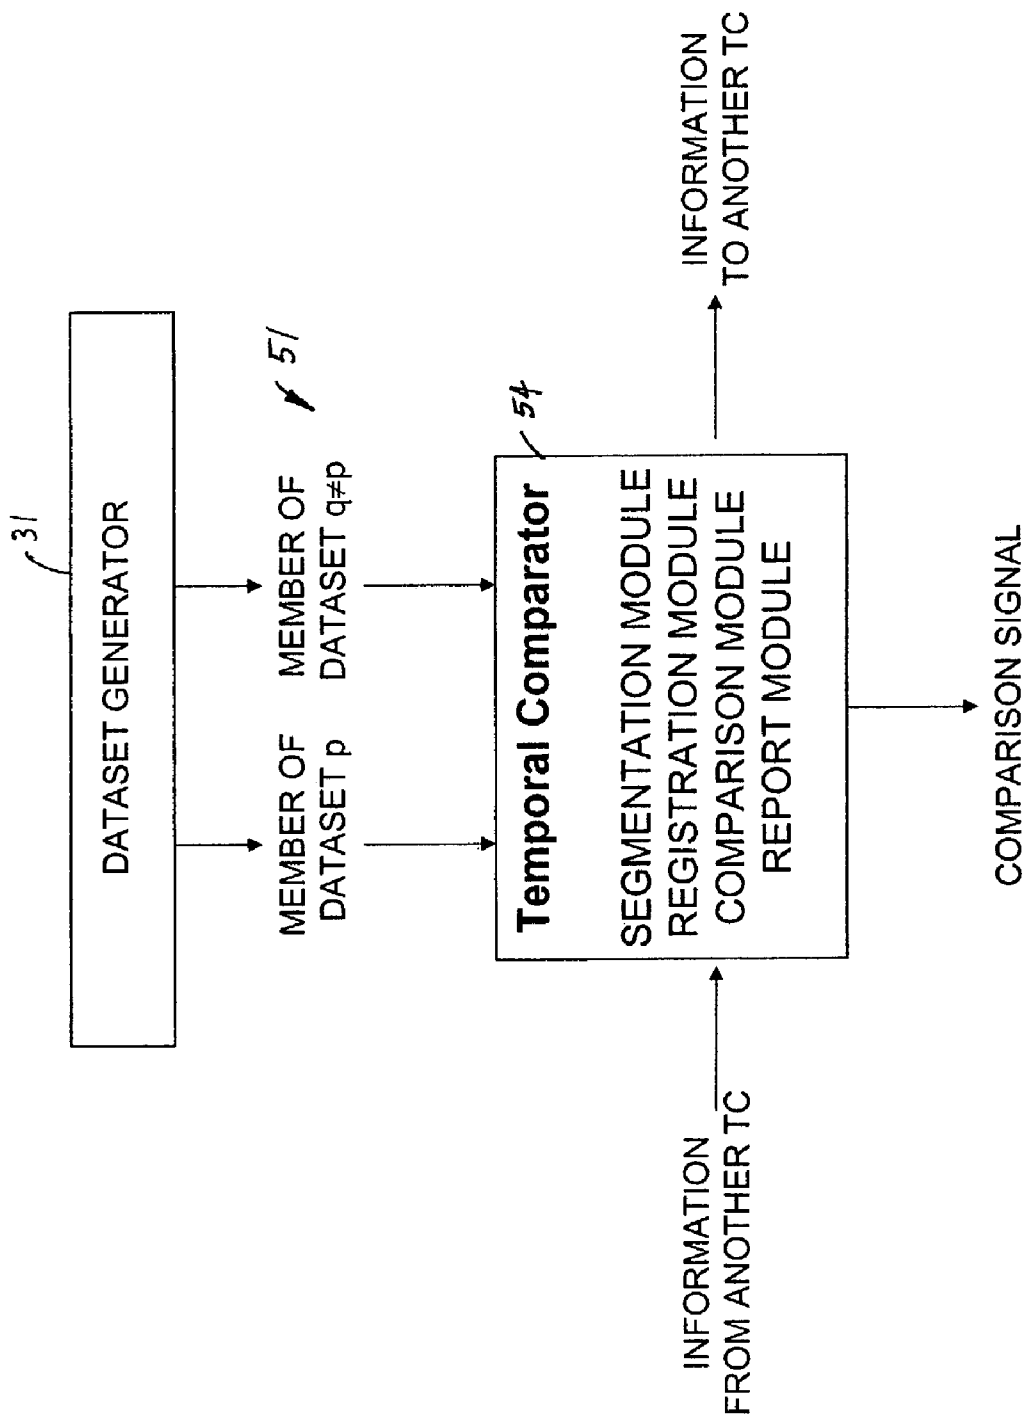 31
DATASET GENERATOR
MEMBER OF
DATASET p
MEMBER OF
DATASET q≠p
51
54
Temporal Comparator
SEGMENTATION MODULE
REGISTRATION MODULE
COMPARISON MODULE
REPORT MODULE
INFORMATION
FROM ANOTHER TC
INFORMATION
TO ANOTHER TC
COMPARISON SIGNAL